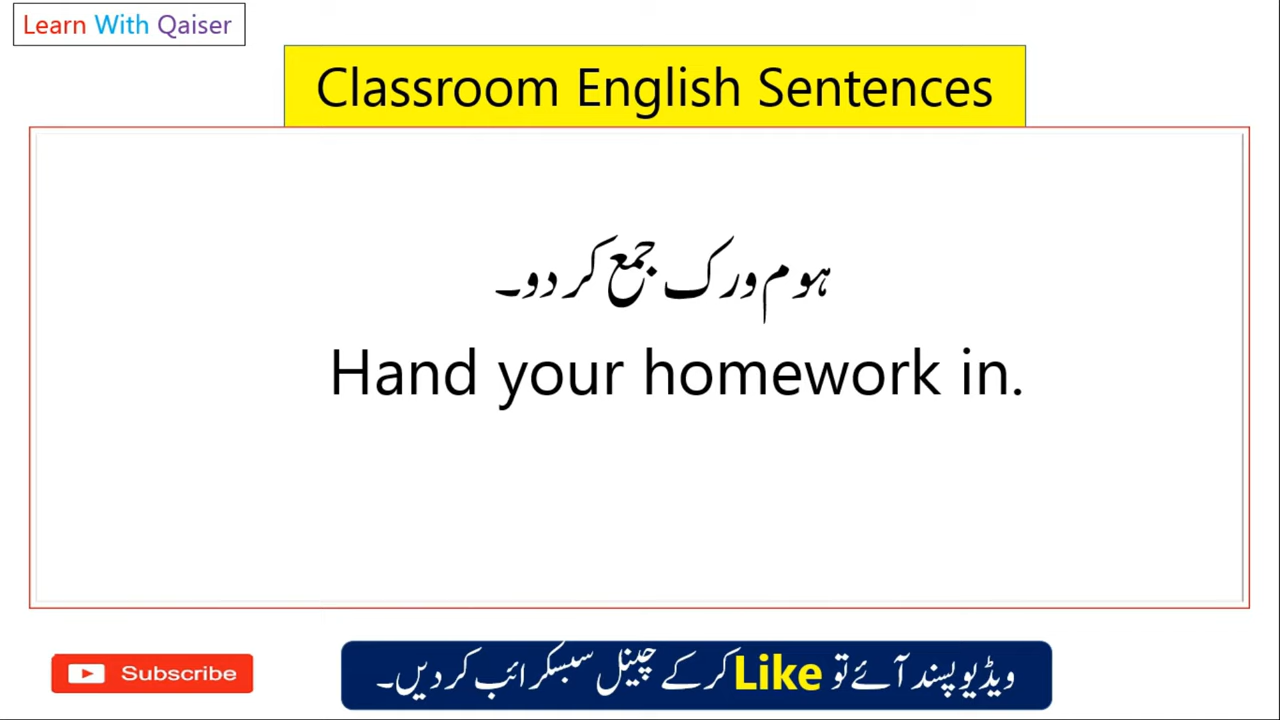 Learn With Qaiser
Classroom English Sentences
ہوم ورک جمع کر دو۔
Hand your homework in.
Subscribe
ویڈیو پسند آئے تو Like کر کے چینل سبسکرائب کر دیں۔